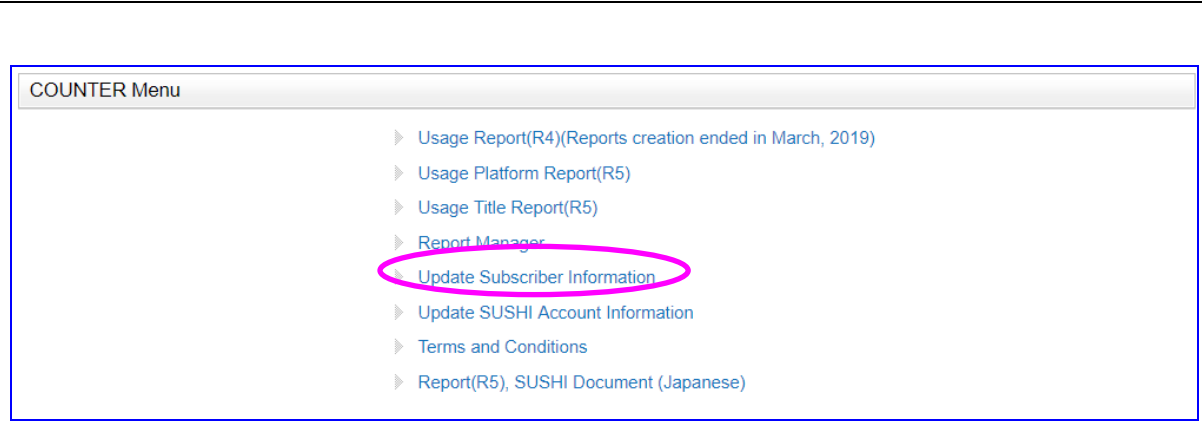 COUNTER Menu
Usage Report(R4)(Reports creation ended in March, 2019)
Usage Platform Report(R5)
Usage Title Report(R5)
Report Manager
Update Subscriber Information
Update SUSHI Account Information
Terms and Conditions
Report(R5), SUSHI Document (Japanese)